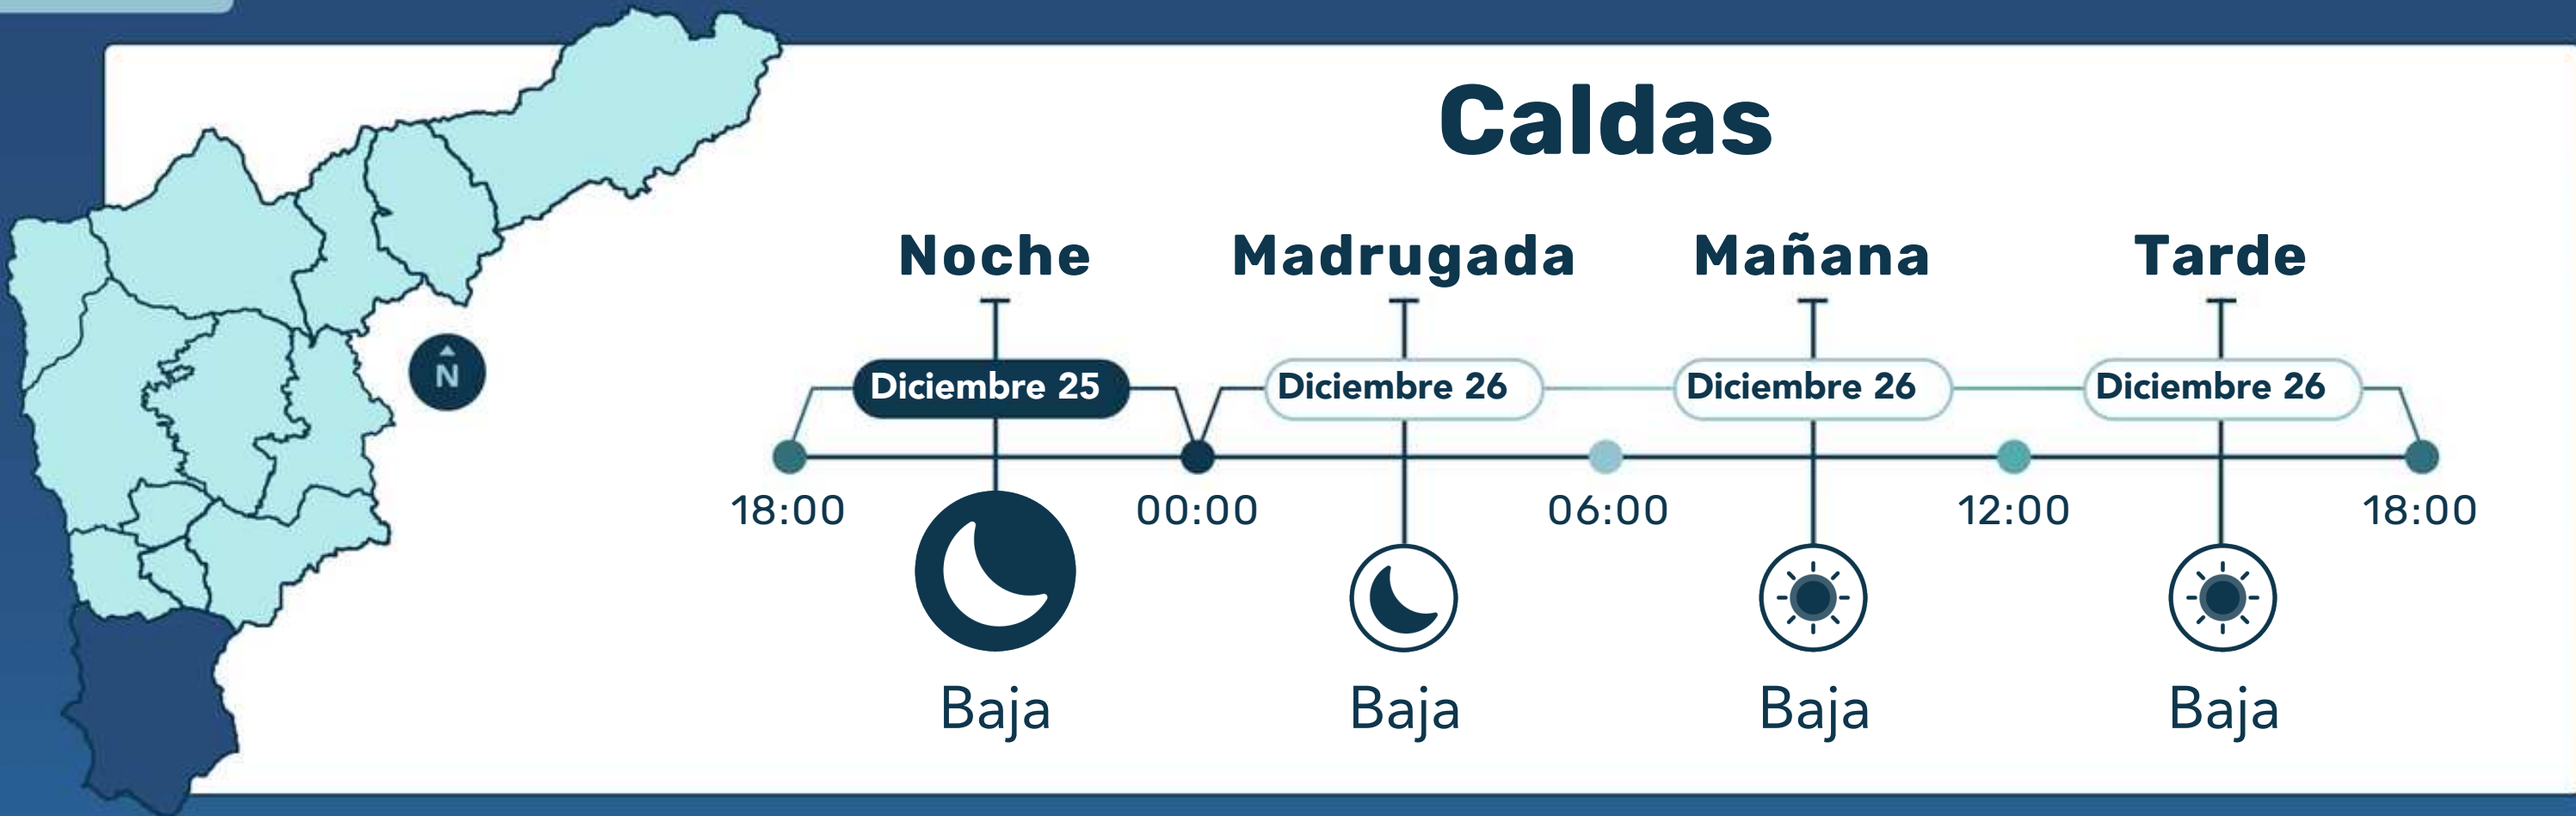 Caldas
Noche Madrugada Mañana Tarde
N
Diciembre 25 Diciembre 26 Diciembre 26 Diciembre 26
18:00 00:00 06:00 12:00 18:00
Baja Baja Baja Baja